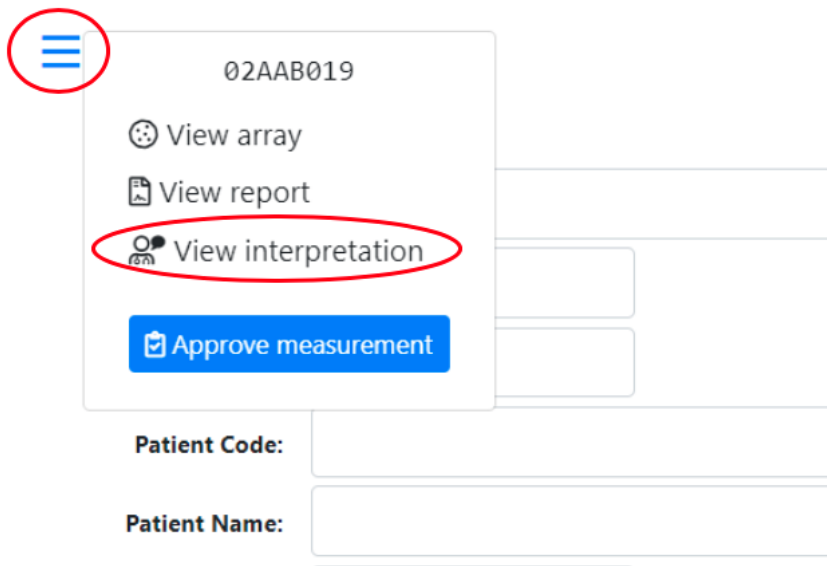 02AAB019
View array
View report
View interpretation
Approve measurement
Patient Code:
Patient Name: